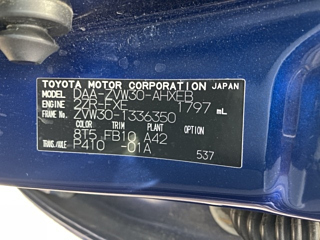 TOYOTA MOTOR CORPORATION JAPAN
MODEL DAA-ZVW30-AHXEB
ENGINE 2ZR-FXE 1797 mL
FRAME No. ZVW30-1336350
COLOR TRIM PLANT OPTION
8T5 FB10 A42
TRANS./AXLE P410 -01A
537